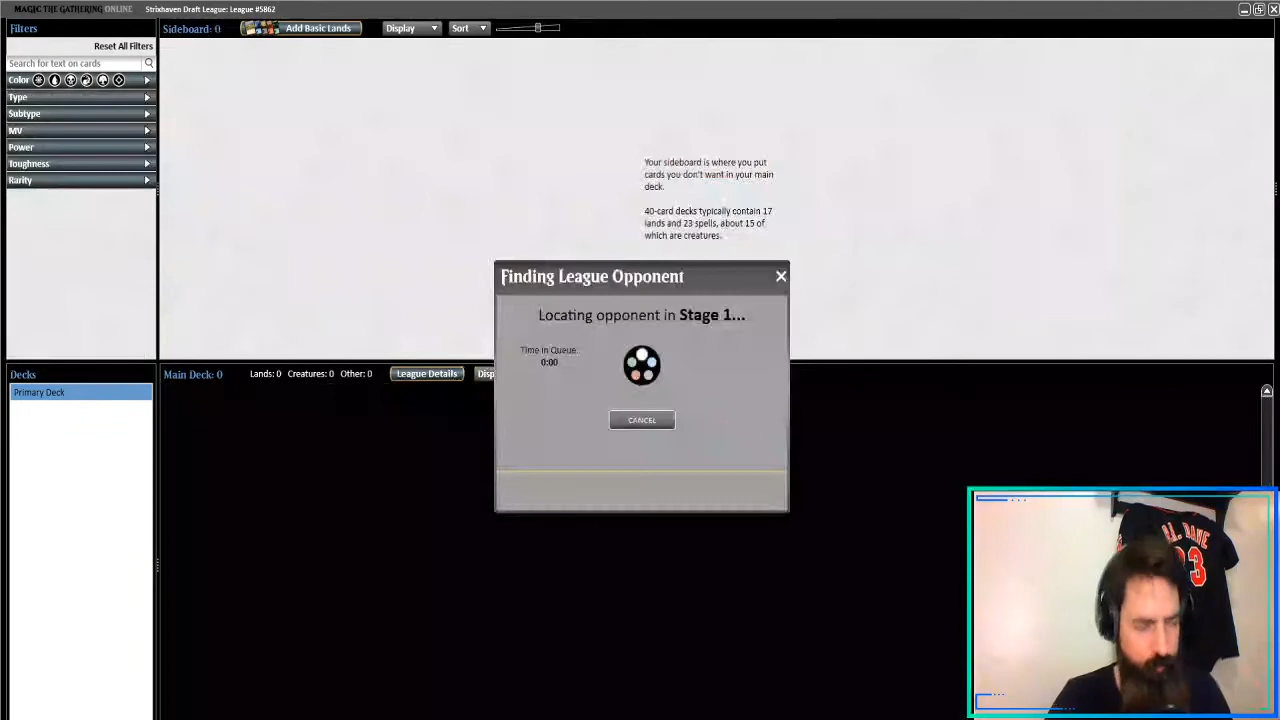 MAGIC THE GATHERING ONLINE Strixhaven Draft League: League #5862
Filters
Sideboard: 0
Add Basic Lands
Display
Sort
Reset All Filters
Search for text on cards
Color
Type
Subtype
MV
Power
Toughness
Rarity
Your sideboard is where you put
cards you don't want in your main
deck.
40-card decks typically contain 17
lands and 23 spells, about 15 of
which are creatures.
Finding League Opponent
Locating opponent in Stage 1...
Time in Queue:
0:00
CANCEL
Decks
Primary Deck
Main Deck: 0
Lands: 0 Creatures: 0 Other: 0
League Details
Disp